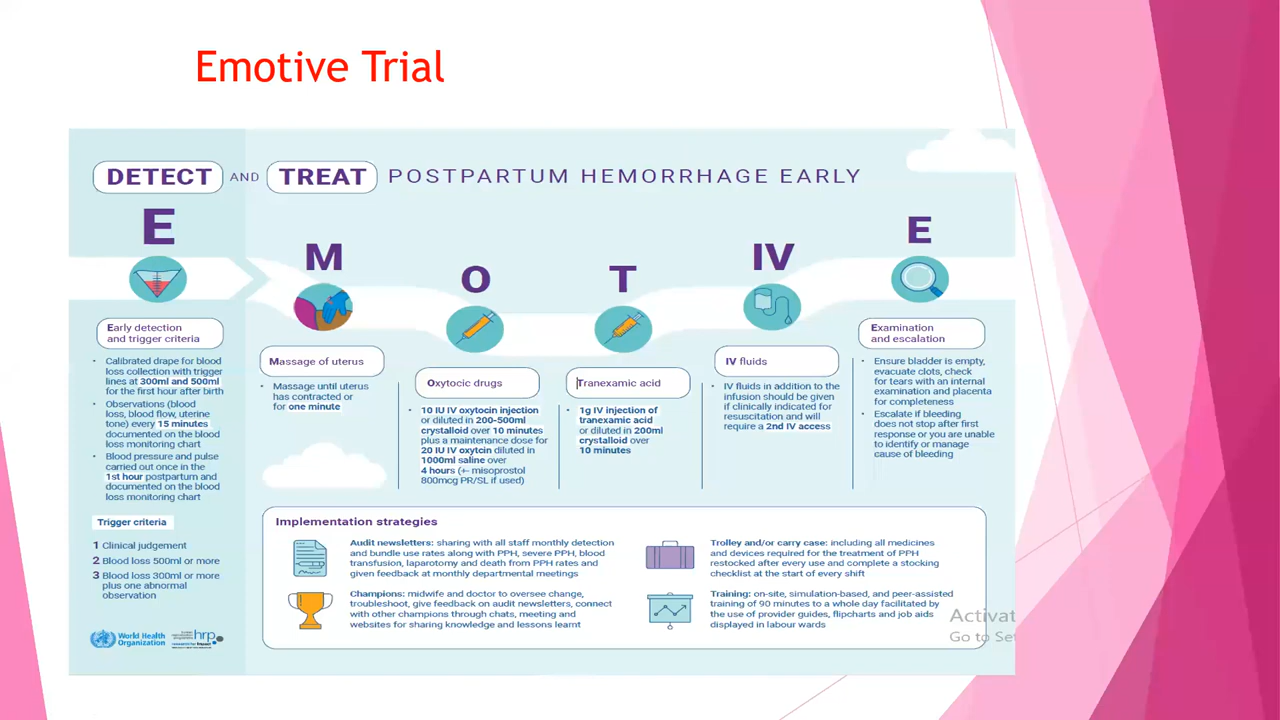 Emotive Trial
DETECT AND TREAT POSTPARTUM HEMORRHAGE EARLY
E
Early detection
and trigger criteria
• Calibrated drape for blood
loss collection with trigger
lines at 300ml and 500ml
for the first hour after birth
• Observations (blood
loss, blood flow, uterine
tone) every 15 minutes
documented on the blood
loss monitoring chart
• Blood pressure and pulse
carried out once in the
1st hour postpartum and
documented on the blood
loss monitoring chart
Trigger criteria
1 Clinical judgement
2 Blood loss 500ml or more
3 Blood loss 300ml or more
plus one abnormal
observation
World Health
Organization
hrp
M
Massage of uterus
• Massage until uterus
has contracted or
for one minute
O
Oxytocic drugs
• 10 IU IV oxytocin injection
or diluted in 200-500ml
crystalloid over 10 minutes
plus a maintenance dose for
20 IU IV oxytcin diluted in
1000ml saline over
4 hours (+- misoprostol
800mcg PR/SL if used)
T
Tranexamic acid
• 1g IV injection of
tranexamic acid
or diluted in 200ml
crystalloid over
10 minutes
IV
IV fluids
• IV fluids in addition to the
infusion should be given
if clinically indicated for
resuscitation and will
require a 2nd IV access
E
Examination
and escalation
• Ensure bladder is empty,
evacuate clots, check
for tears with an internal
examination and placenta
for completeness
• Escalate if bleeding
does not stop after first
response or you are unable
to identify or manage
cause of bleeding
Implementation strategies
Audit newsletters: sharing with all staff monthly detection
and bundle use rates along with PPH, severe PPH, blood
transfusion, laparotomy and death from PPH rates and
given feedback at monthly departmental meetings
Champions: midwife and doctor to oversee change,
troubleshoot, give feedback on audit newsletters, connect
with other champions through chats, meeting and
websites for sharing knowledge and lessons learnt
Trolley and/or carry case: including all medicines
and devices required for the treatment of PPH
restocked after every use and complete a stocking
checklist at the start of every shift
Training: on-site, simulation-based, and peer-assisted
training of 90 minutes to a whole day facilitated by
the use of provider guides, flipcharts and job aids
displayed in labour wards
Activat
Go to Set